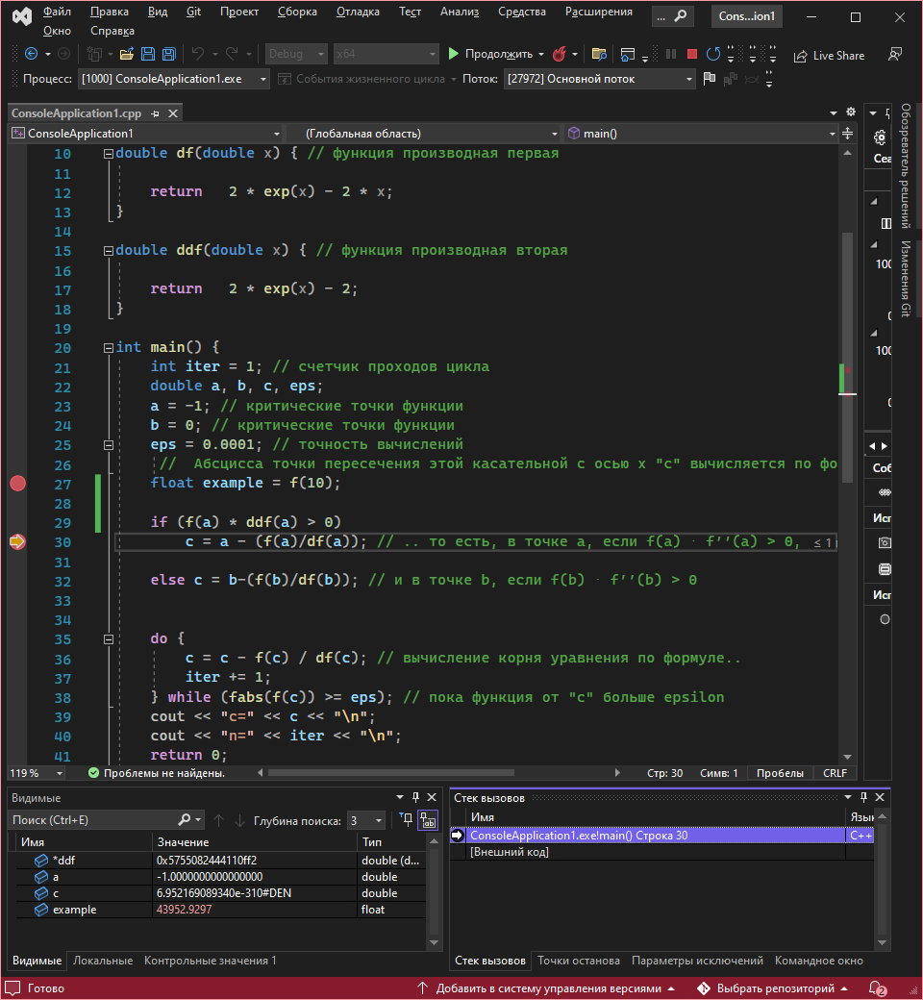 Файл Правка Вид Git Проект Сборка Отладка Тест Анализ Средства Расширения ... Cons...ion1
Окно Справка
Debug x64 Продолжить Live Share
Процесс: [1000] ConsoleApplication1.exe События жизненного цикла Поток: [27972] Основной поток
ConsoleApplication1.cpp
ConsoleApplication1 (Глобальная область) main()
10 double df(double x) { // функция производная первая
11
12 return 2 * exp(x) - 2 * x;
13 }
14
15 double ddf(double x) { // функция производная вторая
16
17 return 2 * exp(x) - 2;
18 }
19
20 int main() {
21 int iter = 1; // счетчик проходов цикла
22 double a, b, c, eps;
23 a = -1; // критические точки функции
24 b = 0; // критические точки функции
25 eps = 0.0001; // точность вычислений
26 // Абсцисса точки пересечения этой касательной с осью x "c" вычисляется по фо
27 float example = f(10);
28
29 if (f(a) * ddf(a) > 0)
30 c = a - (f(a)/df(a)); // .. то есть, в точке a, если f(a) · f''(a) > 0, ≤ 1
31
32 else c = b-(f(b)/df(b)); // и в точке b, если f(b) · f''(b) > 0
33
34
35 do {
36 c = c - f(c) / df(c); // вычисление корня уравнения по формуле..
37 iter += 1;
38 } while (fabs(f(c)) >= eps); // пока функция от "c" больше epsilon
39 cout << "c=" << c << "\n";
40 cout << "n=" << iter << "\n";
41 return 0;
119 % Проблемы не найдены. Стр: 30 Симв: 1 Пробелы CRLF
Обозреватель решений
Изменения Git
Сеа
100
0
100
0
Соб
Исп
Исп
Видимые
Поиск (Ctrl+E) Глубина поиска: 3
Имя Значение Тип
*ddf 0x5755082444110ff2 double (d...
a -1.0000000000000000 double
c 6.952169089340e-310#DEN double
example 43952.9297 float
Видимые Локальные Контрольные значения 1
Стек вызовов
Имя Язык
ConsoleApplication1.exe!main() Строка 30 C++
[Внешний код]
Стек вызовов Точки останова Параметры исключений Командное окно
Готово Добавить в систему управления версиями Выбрать репозиторий 2